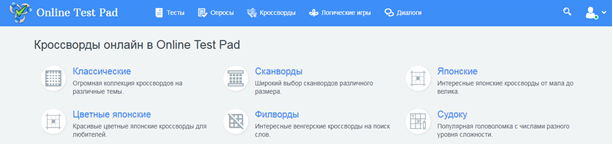 Online Test Pad Тесты Опросы Кроссворды Логические игры Диалоги
Кроссворды онлайн в Online Test Pad
Классические Сканворды Японские
Огромная коллекция кроссвордов на Широкий выбор сканвордов различного Интересные японские кроссворды от мала до
различные темы. размера. велика.
Цветные японские Филворды Судоку
Красивые цветные японские кроссворды для Интересные венгерские кроссворды на поиск Популярная головоломка с числами разного
любителей. слов. уровня сложности.